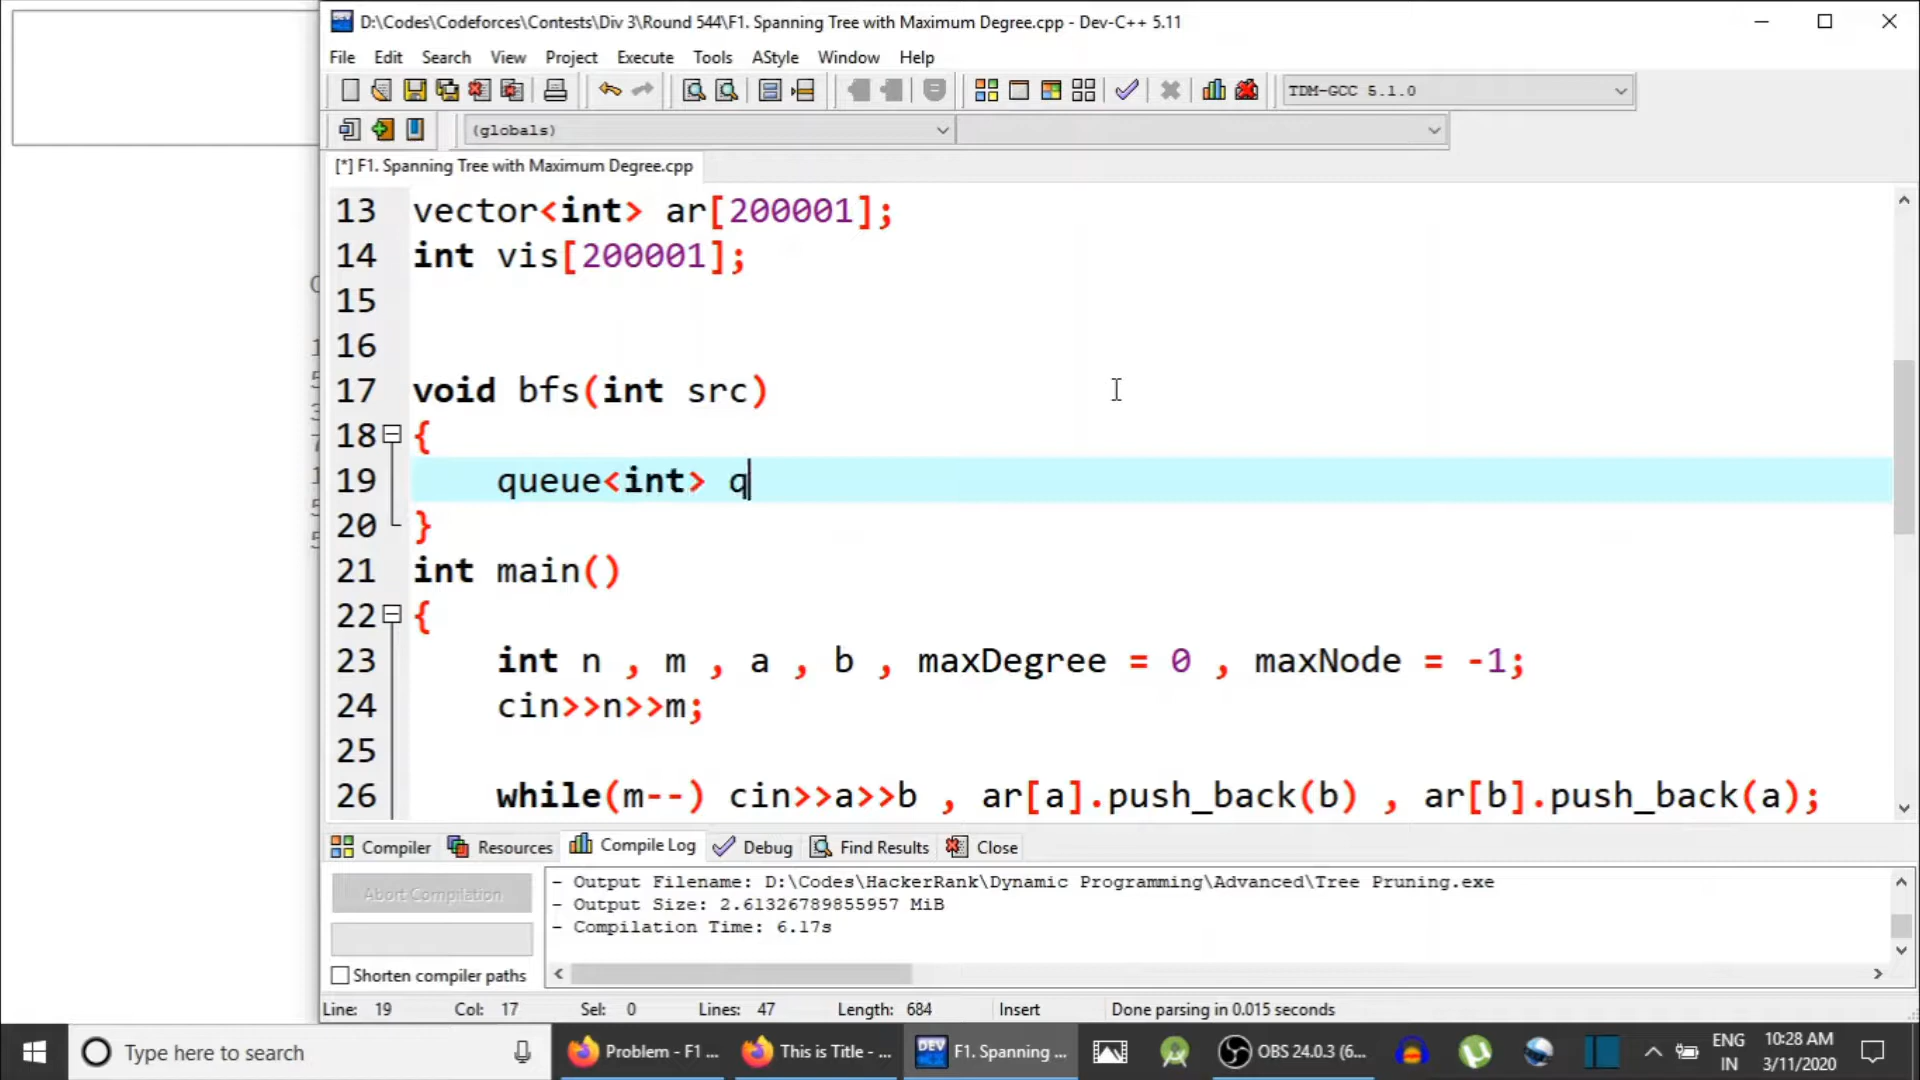 D:\Codes\Codeforces\Contests\Div 3\Round 544\F1. Spanning Tree with Maximum Degree.cpp - Dev-C++ 5.11
File Edit Search View Project Execute Tools AStyle Window Help
TDM-GCC 5.1.0
(globals)
[*] F1. Spanning Tree with Maximum Degree.cpp
13 vector<int> ar[200001];
14 int vis[200001];
15
16
17 void bfs(int src)
18 {
19 queue<int> q
20 }
21 int main()
22 {
23 int n , m , a , b , maxDegree = 0 , maxNode = -1;
24 cin>>n>>m;
25
26 while(m--) cin>>a>>b , ar[a].push_back(b) , ar[b].push_back(a);
Compiler Resources Compile Log Debug Find Results Close
Abort Compilation
- Output Filename: D:\Codes\HackerRank\Dynamic Programming\Advanced\Tree Pruning.exe
- Output Size: 2.61326789855957 MiB
- Compilation Time: 6.17s
Shorten compiler paths
Line: 19 Col: 17 Sel: 0 Lines: 47 Length: 684 Insert Done parsing in 0.015 seconds
Type here to search
Problem - F1 ...
This is Title - ...
DEV
F1. Spanning ...
OBS 24.0.3 (6...
ENG
IN
10:28 AM
3/11/2020